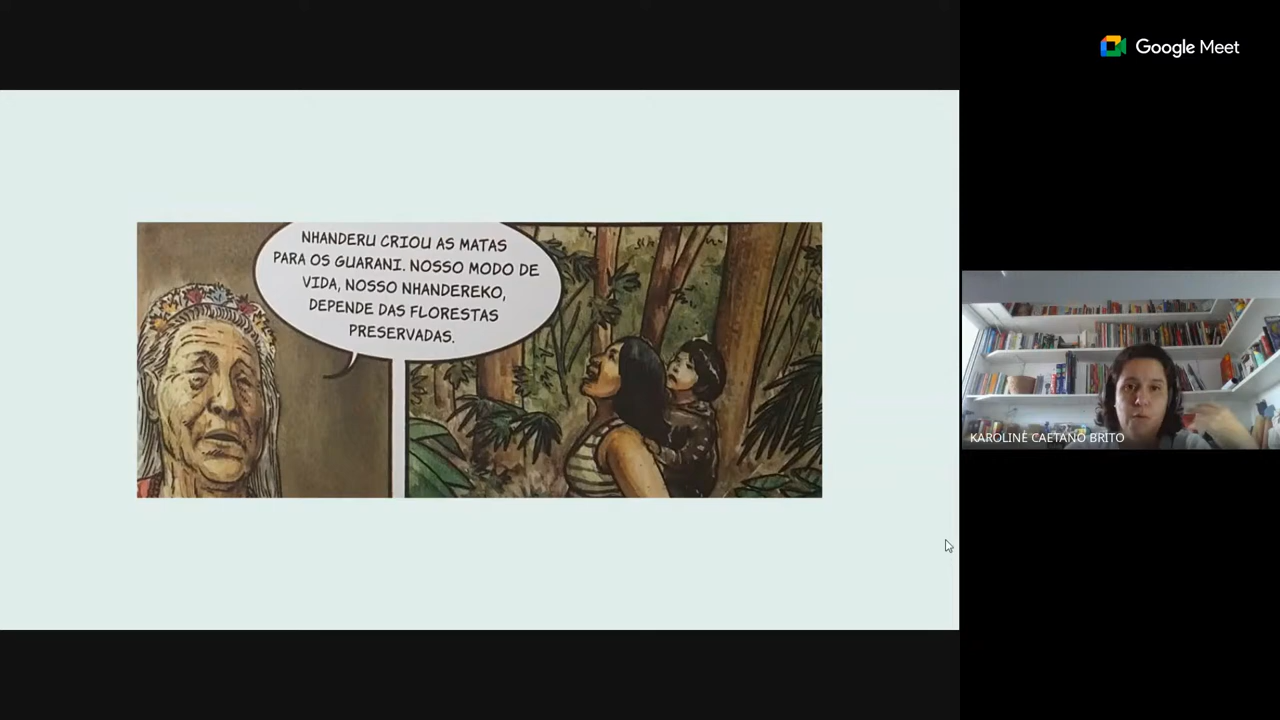 Google Meet
NHANDERU CRIOU AS MATAS
PARA OS GUARANI. NOSSO MODO DE
VIDA, NOSSO NHANDEREKO,
DEPENDE DAS FLORESTAS
PRESERVADAS.
KAROLINE CAETANO BRITO